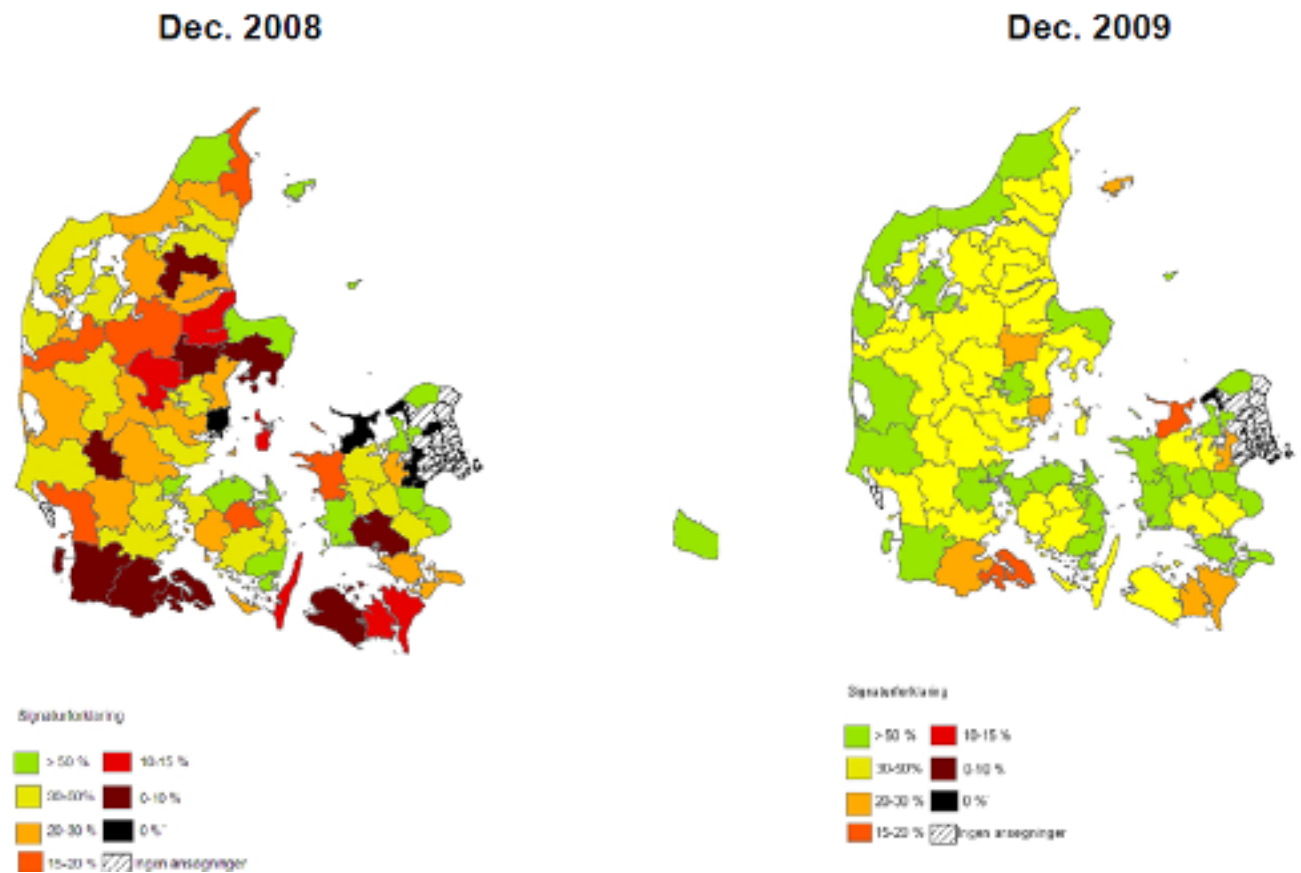 Dec. 2008
Dec. 2009
Signaturforklaring
> 50 %
10-15 %
30-50%
0-10 %
20-30 %
0 %*
15-20 %
Ingen ansøgninger
Signaturforklaring
> 50 %
10-15 %
30-50%
0-10 %
20-30 %
0 %*
15-20 %
Ingen ansøgninger